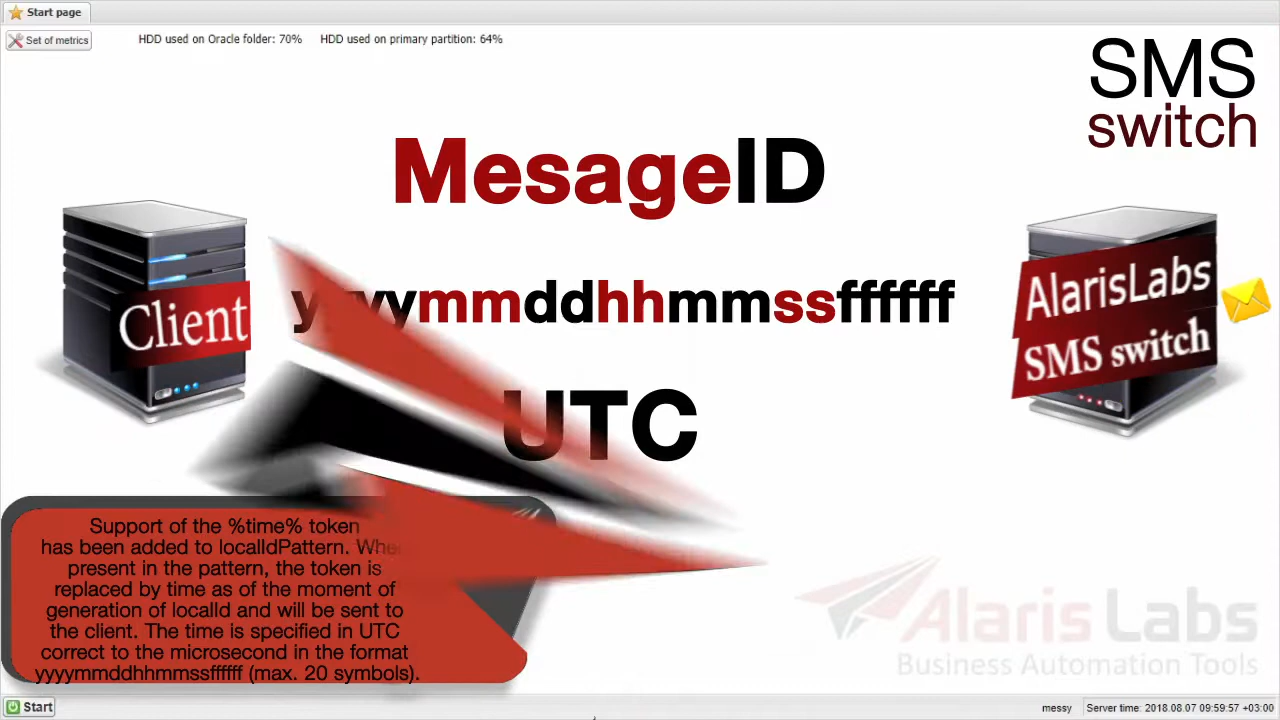 Start page
Set of metrics
HDD used on Oracle folder: 70% HDD used on primary partition: 64%
SMS
switch
MesageID
Client
yyyymmddhhmmssffffff
AlarisLabs
SMS switch
UTC
Support of the %time% token
has been added to localIdPattern. When
present in the pattern, the token is
replaced by time as of the moment of
generation of localId and will be sent to
the client. The time is specified in UTC
correct to the microsecond in the format
yyyymmddhhmmssffffff (max. 20 symbols).
Alaris Labs
Business Automation Tools
Start
messy
Server time: 2018.08.07 09:59:57 +03:00